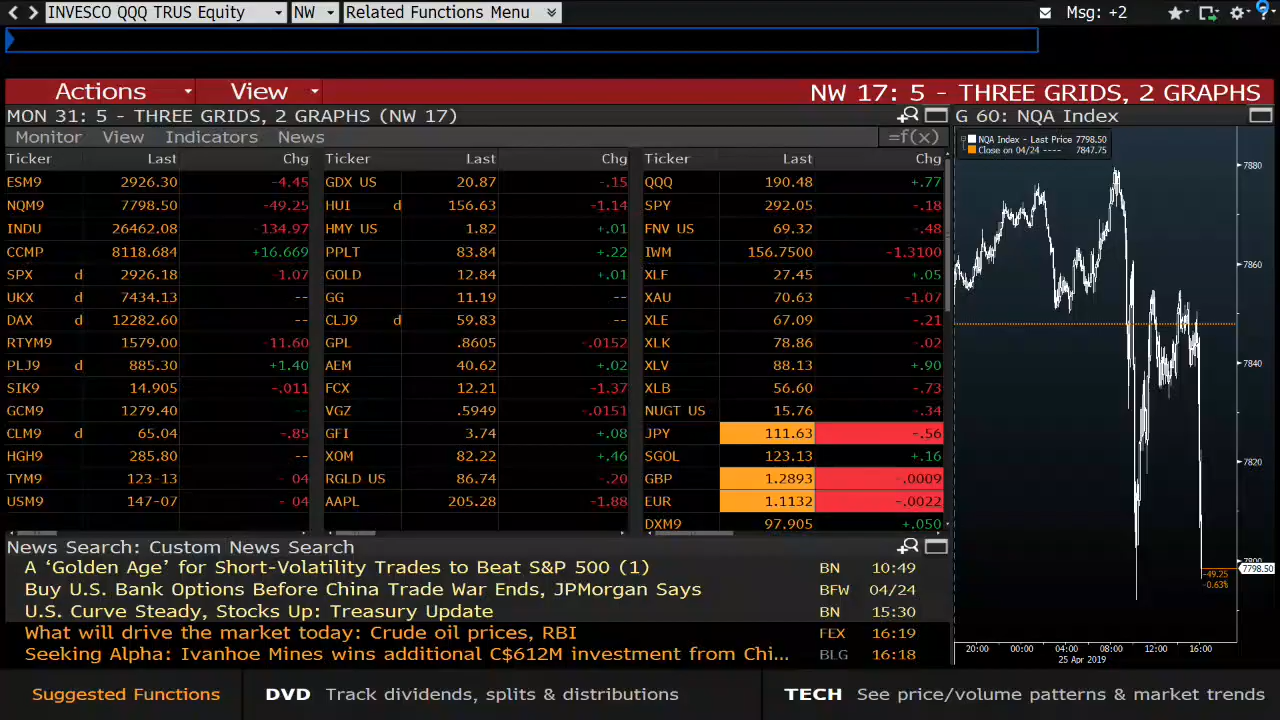 INVESCO QQQ TRUS Equity NW Related Functions Menu Msg: +2
Actions View NW 17: 5 - THREE GRIDS, 2 GRAPHS
MON 31: 5 - THREE GRIDS, 2 GRAPHS (NW 17)
Monitor View Indicators News =f(x)
Ticker Last Chg Ticker Last Chg Ticker Last Chg
ESM9 2926.30 -4.45 GDX US 20.87 -.15 QQQ 190.48 +.77
NQM9 7798.50 -49.25 HUI d 156.63 -1.14 SPY 292.05 -.18
INDU 26462.08 -134.97 HMY US 1.82 +.01 FNV US 69.32 -.48
CCMP 8118.684 +16.669 PPLT 83.84 +.22 IWM 156.7500 -1.3100
SPX d 2926.18 -1.07 GOLD 12.84 +.01 XLF 27.45 +.05
UKX d 7434.13 -- GG 11.19 -- XAU 70.63 -1.07
DAX d 12282.60 -- CLJ9 d 59.83 -- XLE 67.09 -.21
RTYM9 1579.00 -11.60 GPL .8605 -.0152 XLK 78.86 -.02
PLJ9 d 885.30 +1.40 AEM 40.62 +.02 XLV 88.13 +.90
SIK9 14.905 -.011 FCX 12.21 -1.37 XLB 56.60 -.73
GCM9 1279.40 -- VGZ .5949 -.0151 NUGT US 15.76 -.34
CLM9 d 65.04 -.85 GFI 3.74 +.08 JPY 111.63 -.56
HGH9 285.80 -- XOM 82.22 +.46 SGOL 123.13 +.16
TYM9 123-13 - 04 RGLD US 86.74 -.20 GBP 1.2893 -.0009
USM9 147-07 - 04 AAPL 205.28 -1.88 EUR 1.1132 -.0022
DXM9 97.905 +.050
G 60: NQA Index
NQA Index - Last Price 7798.50
Close on 04/24 ---- 7847.75
7880
7860
7840
7820
7800
7798.50
-49.25
-0.63%
20:00 00:00 04:00 08:00 12:00 16:00
25 Apr 2019
News Search: Custom News Search
A ‘Golden Age’ for Short-Volatility Trades to Beat S&P 500 (1) BN 10:49
Buy U.S. Bank Options Before China Trade War Ends, JPMorgan Says BFW 04/24
U.S. Curve Steady, Stocks Up: Treasury Update BN 15:30
What will drive the market today: Crude oil prices, RBI FEX 16:19
Seeking Alpha: Ivanhoe Mines wins additional C$612M investment from Chi... BLG 16:18
Suggested Functions DVD Track dividends, splits & distributions TECH See price/volume patterns & market trends